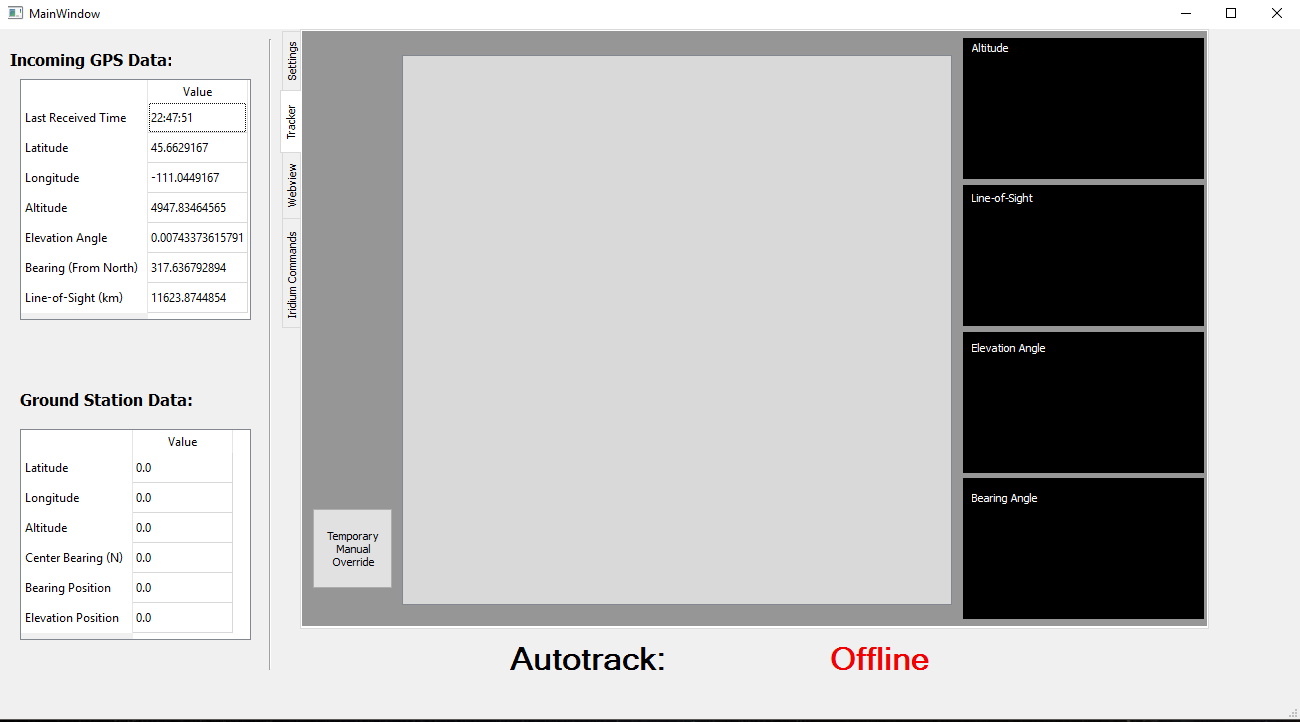 MainWindow
Incoming GPS Data:
Value
Last Received Time 22:47:51
Latitude 45.6629167
Longitude -111.0449167
Altitude 4947.83464565
Elevation Angle 0.00743373615791
Bearing (From North) 317.636792894
Line-of-Sight (km) 11623.8744854
Ground Station Data:
Value
Latitude 0.0
Longitude 0.0
Altitude 0.0
Center Bearing (N) 0.0
Bearing Position 0.0
Elevation Position 0.0
Settings
Tracker
Webview
Iridium Commands
Temporary
Manual
Override
Altitude
Line-of-Sight
Elevation Angle
Bearing Angle
Autotrack: Offline